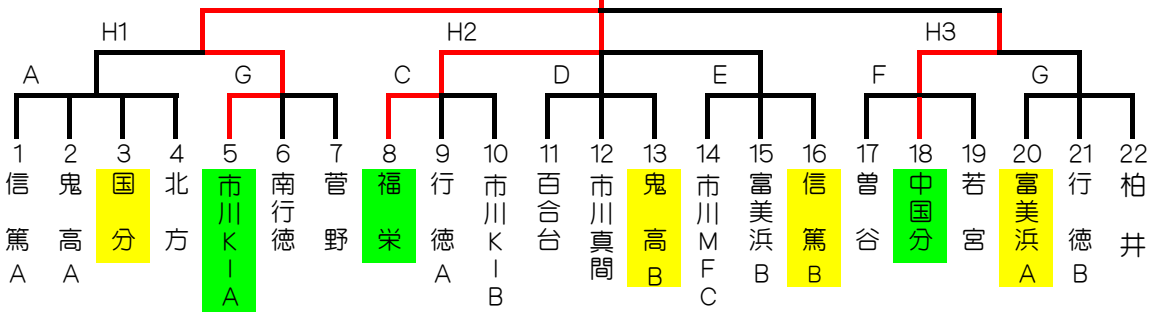 H1 H2 H3
A G C D E F G
1 2 3 4 5 6 7 8 9 10 11 12 13 14 15 16 17 18 19 20 21 22
信篤A
鬼高A
国分
北方
市川KIA
南行徳
菅野
福栄
行徳A
市川KIB
百合台
市川真間
鬼高B
市川MFC
富美浜B
信篤B
曽谷
中国分
若宮
富美浜A
行徳B
柏井